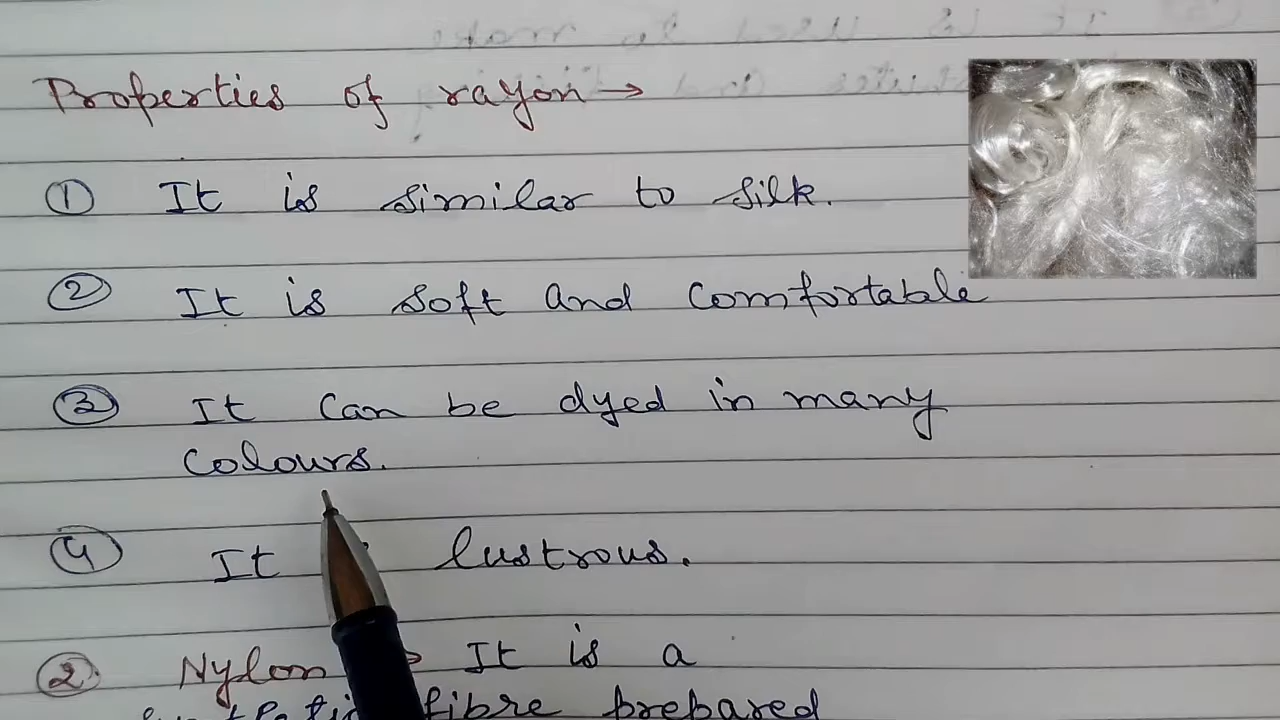 Properties of rayon →
① It is similar to silk.
② It is soft and comfortable
③ It can be dyed in many
colours.
④ It lustrous.
②. Nylon It is a
fibre prepared